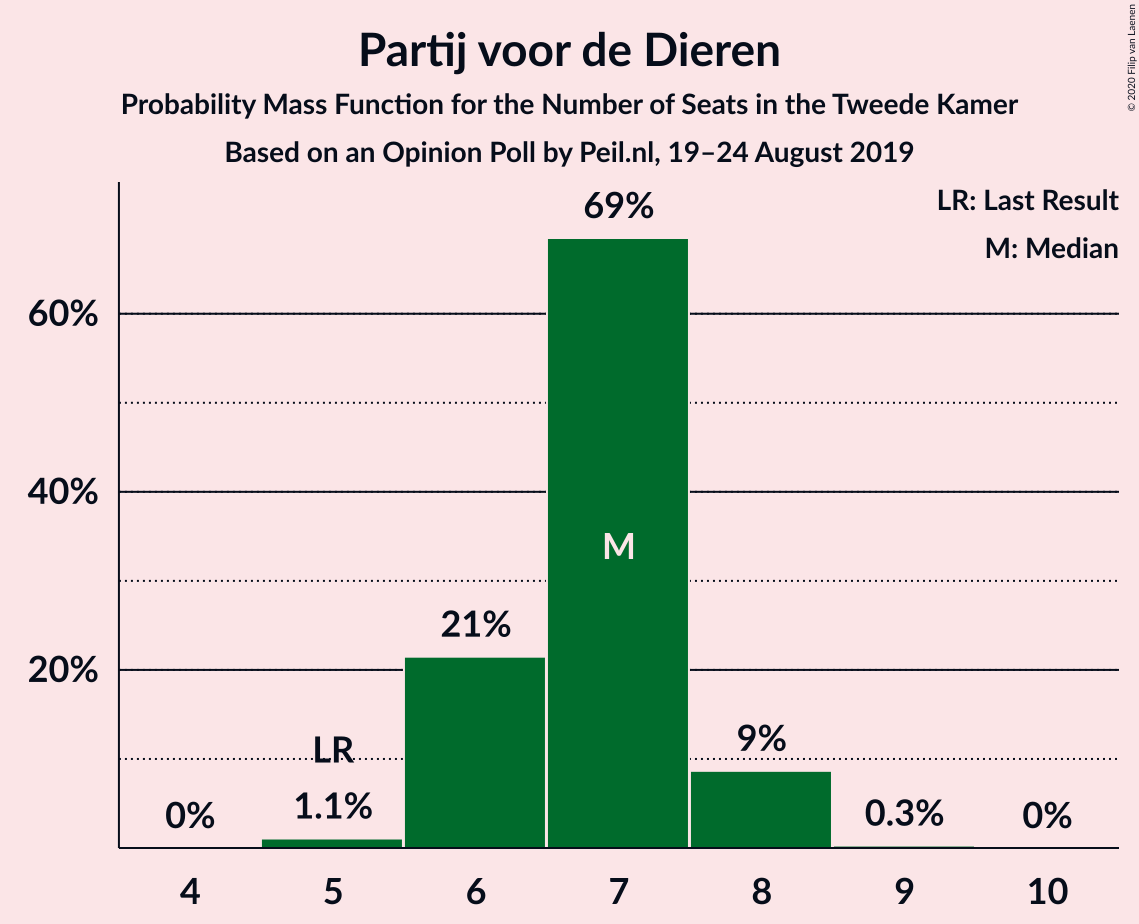 Partij voor de Dieren
Probability Mass Function for the Number of Seats in the Tweede Kamer
Based on an Opinion Poll by Peil.nl, 19–24 August 2019
© 2020 Filip van Laenen
LR: Last Result
M: Median
69%
60%
40%
M
21%
20%
LR
9%
0%
1.1%
0.3%
0%
4 5 6 7 8 9 10